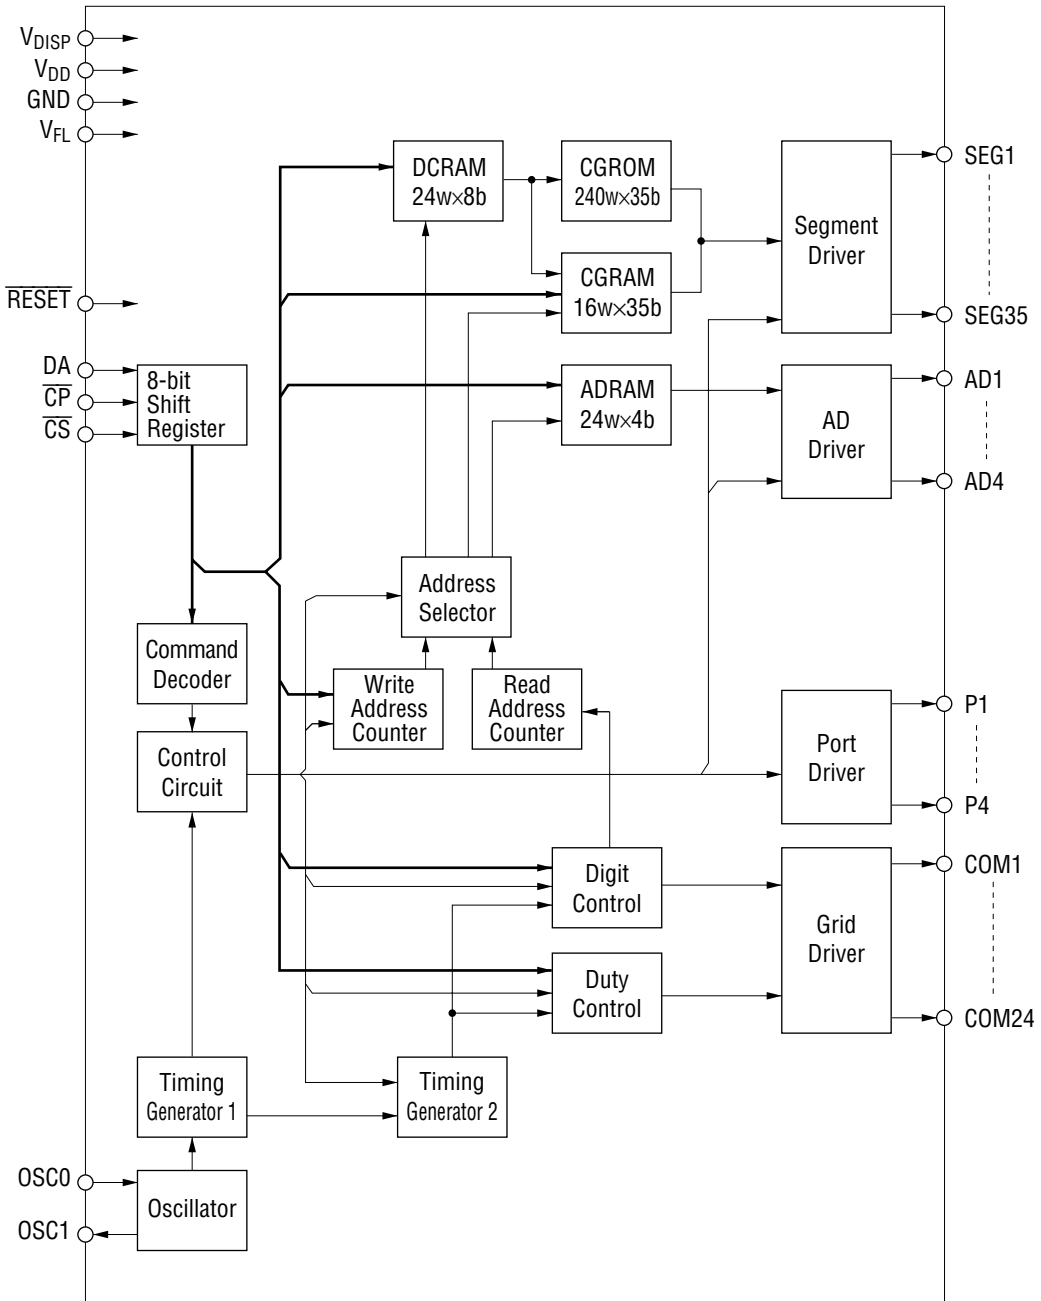 VDISP
VDD
GND
VFL
RESET
DA
CP
CS
8-bit
Shift
Register
DCRAM
24w×8b
CGROM
240w×35b
CGRAM
16w×35b
ADRAM
24w×4b
Segment
Driver
SEG1
SEG35
AD
Driver
AD1
AD4
Address
Selector
Command
Decoder
Write
Address
Counter
Read
Address
Counter
Control
Circuit
Port
Driver
P1
P4
Digit
Control
Duty
Control
Grid
Driver
COM1
COM24
Timing
Generator 1
Timing
Generator 2
OSC0
OSC1
Oscillator